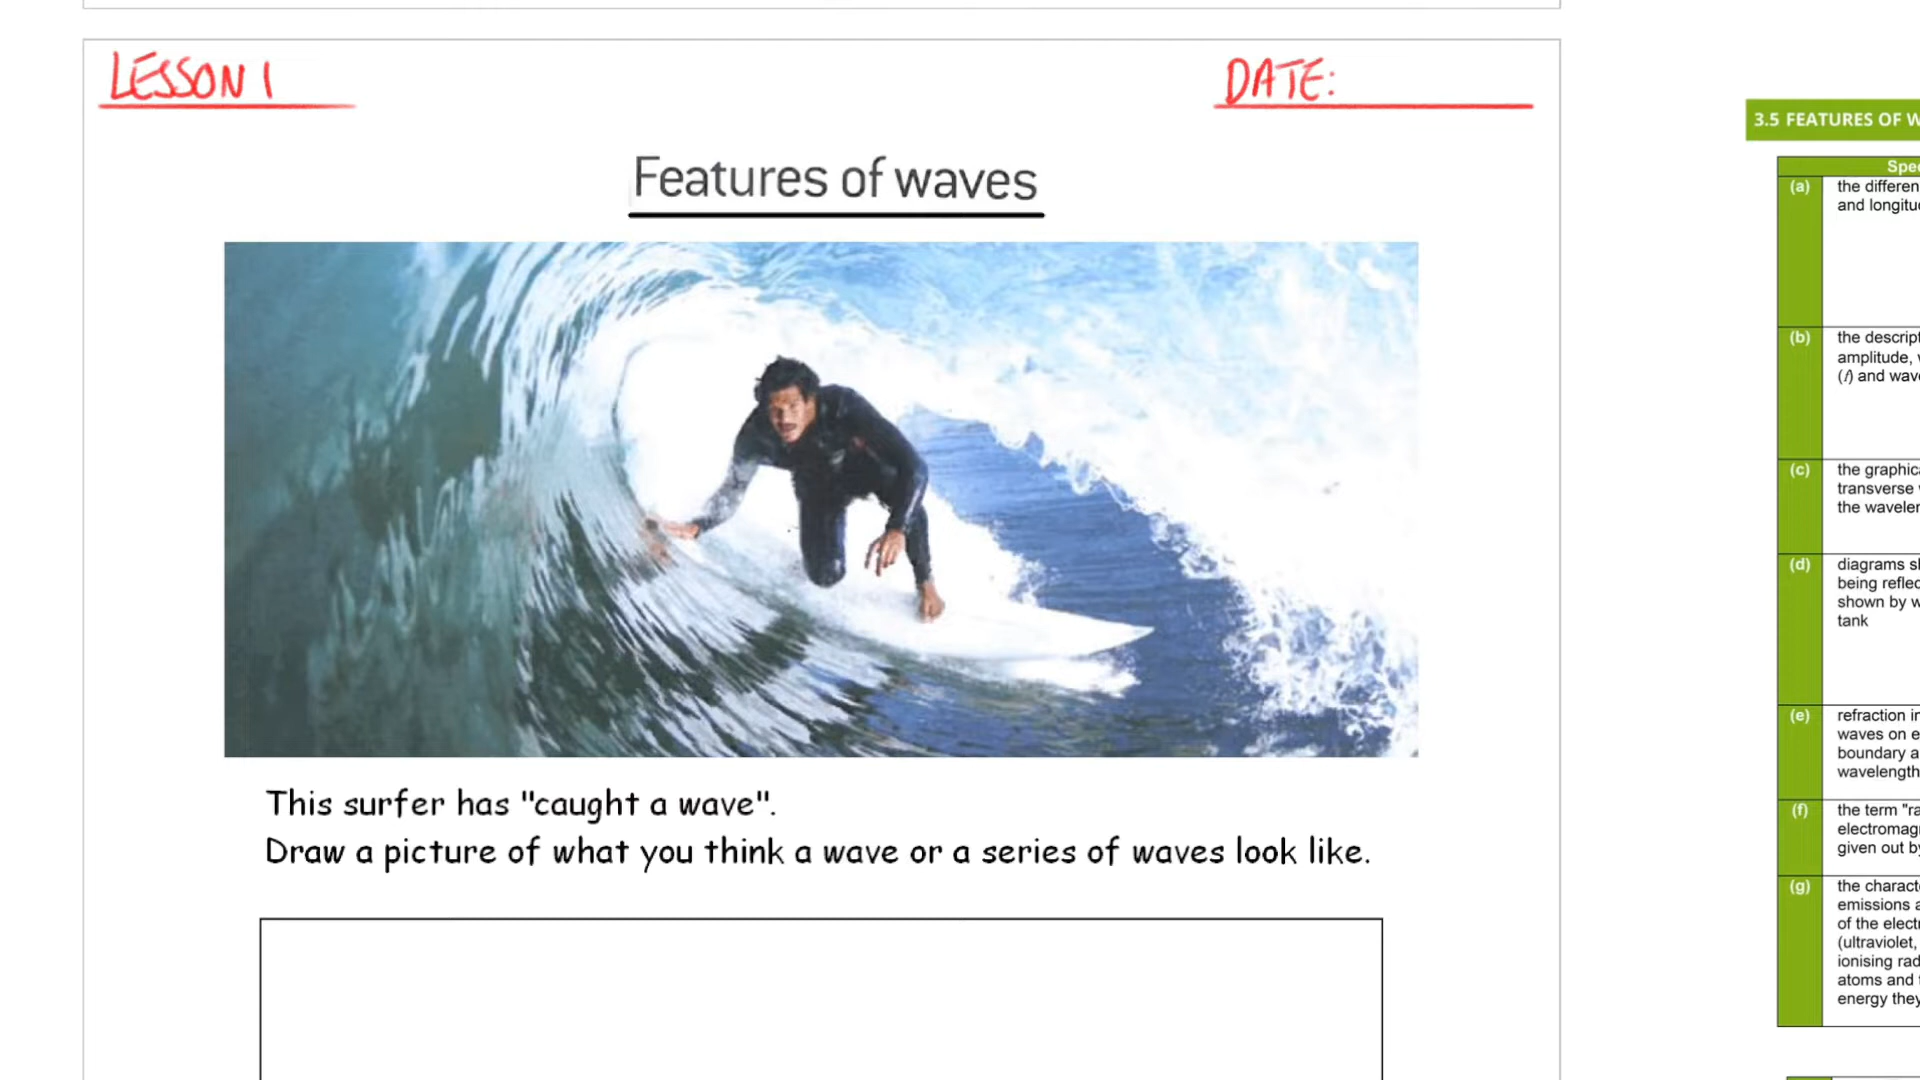 LESSON 1
DATE:
Features of waves
This surfer has "caught a wave".
Draw a picture of what you think a wave or a series of waves look like.
3.5 FEATURES OF W
Spe
(a) the differen
and longitu
(b) the descript
amplitude,
(f) and wav
(c) the graphic
transverse
the waveler
(d) diagrams s
being reflec
shown by w
tank
(e) refraction i
waves on e
boundary a
wavelength
(f) the term "ra
electromag
given out b
(g) the charact
emissions a
of the elect
(ultraviolet,
ionising rad
atoms and
energy they